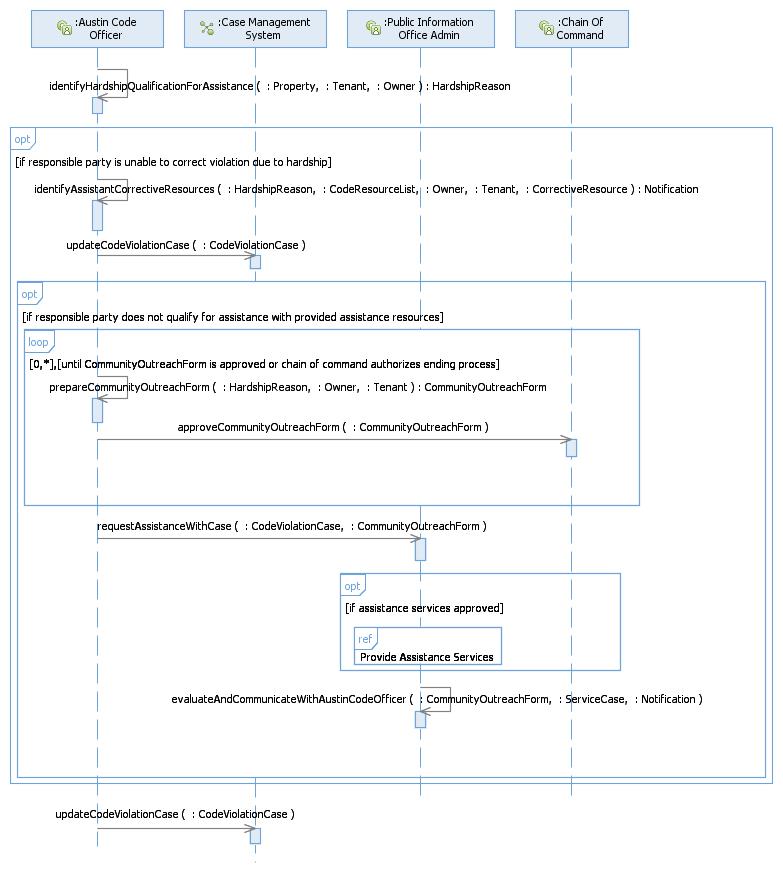 :Austin Code
Officer
:Case Management
System
:Public Information
Office Admin
:Chain Of
Command
identifyHardshipQualificationForAssistance (  : Property,  : Tenant,  : Owner ) : HardshipReason
opt
[if responsible party is unable to correct violation due to hardship]
identifyAssistantCorrectiveResources (  : HardshipReason,  : CodeResourceList,  : Owner,  : Tenant,  : CorrectiveResource ) : Notification
updateCodeViolationCase (  : CodeViolationCase )
opt
[if responsible party does not qualify for assistance with provided assistance resources]
loop
[0,*],[until CommunityOutreachForm is approved or chain of command authorizes ending process]
prepareCommunityOutreachForm (  : HardshipReason,  : Owner,  : Tenant ) : CommunityOutreachForm
approveCommunityOutreachForm (  : CommunityOutreachForm )
requestAssistanceWithCase (  : CodeViolationCase,  : CommunityOutreachForm )
opt
[if assistance services approved]
ref
Provide Assistance Services
evaluateAndCommunicateWithAustinCodeOfficer (  : CommunityOutreachForm,  : ServiceCase,  : Notification )
updateCodeViolationCase (  : CodeViolationCase )